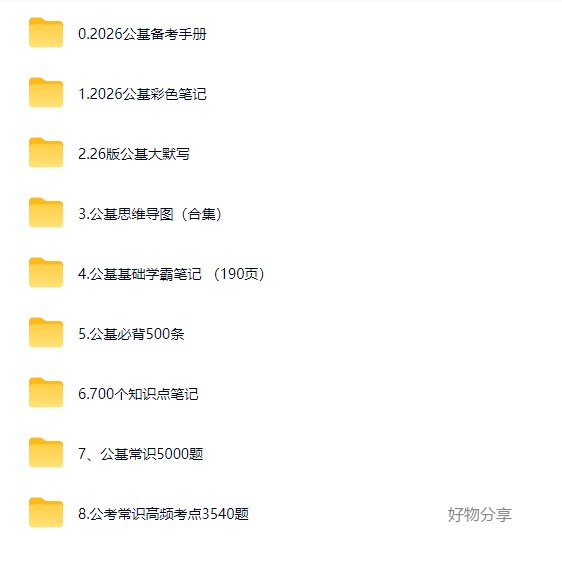 0.2026公基备考手册
1.2026公基彩色笔记
2.26版公基大默写
3.公基思维导图（合集）
4.公基基础学霸笔记 （190页）
5.公基必背500条
6.700个知识点笔记
7、公基常识5000题
8.公考常识高频考点3540题
好物分享